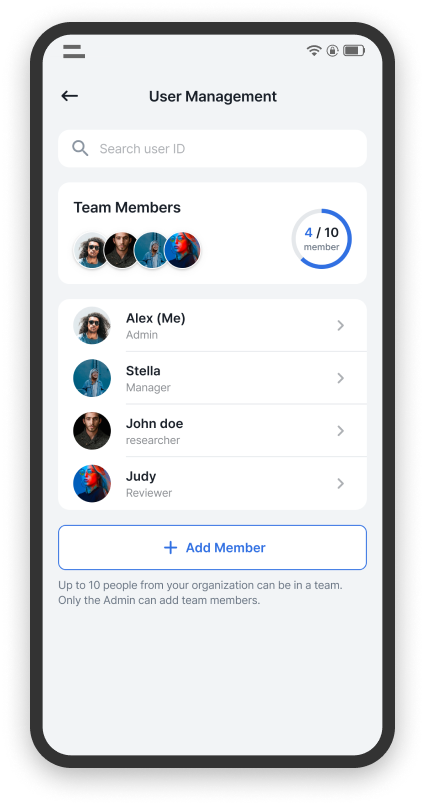 User Management
Search user ID
Team Members
4 / 10
member
Alex (Me)
Admin
Stella
Manager
John doe
researcher
Judy
Reviewer
+ Add Member
Up to 10 people from your organization can be in a team.
Only the Admin can add team members.